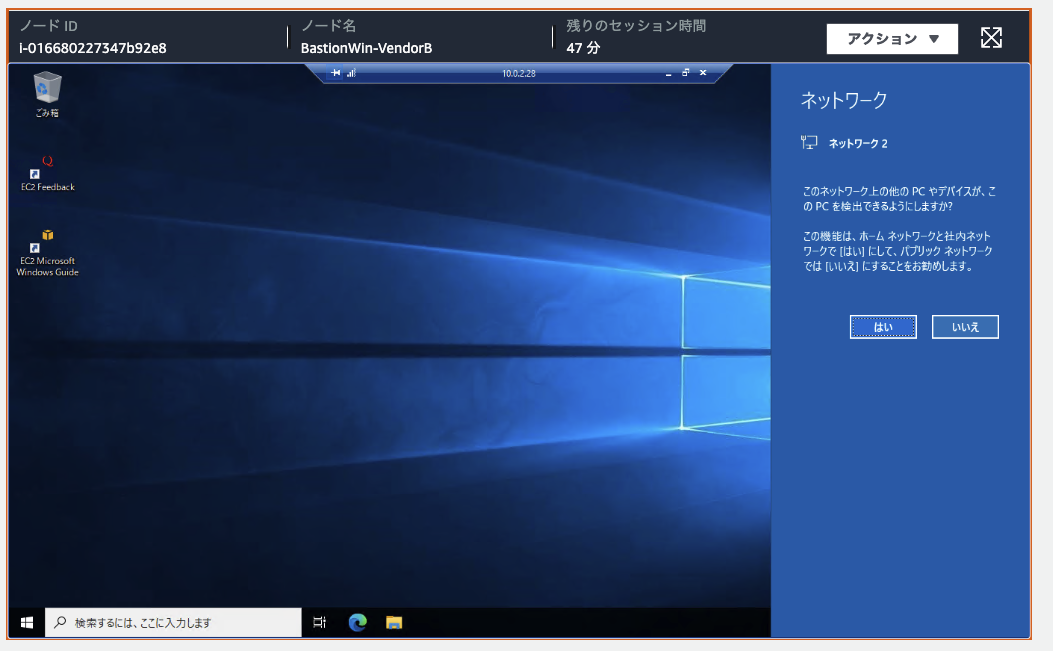 ノード ID
i-016680227347b92e8
ノード名
BastionWin-VendorB
残りのセッション時間
47 分
アクション ▼
10.0.2.28
ごみ箱
EC2 Feedback
EC2 Microsoft
Windows Guide
ネットワーク
ネットワーク 2
このネットワーク上の他の PC やデバイスが、こ
の PC を検出できるようにしますか?
この機能は、ホーム ネットワークと社内ネット
ワークで [はい] にして、パブリック ネットワーク
では [いいえ] にすることをお勧めします。
はい
いいえ
検索するには、ここに入力します